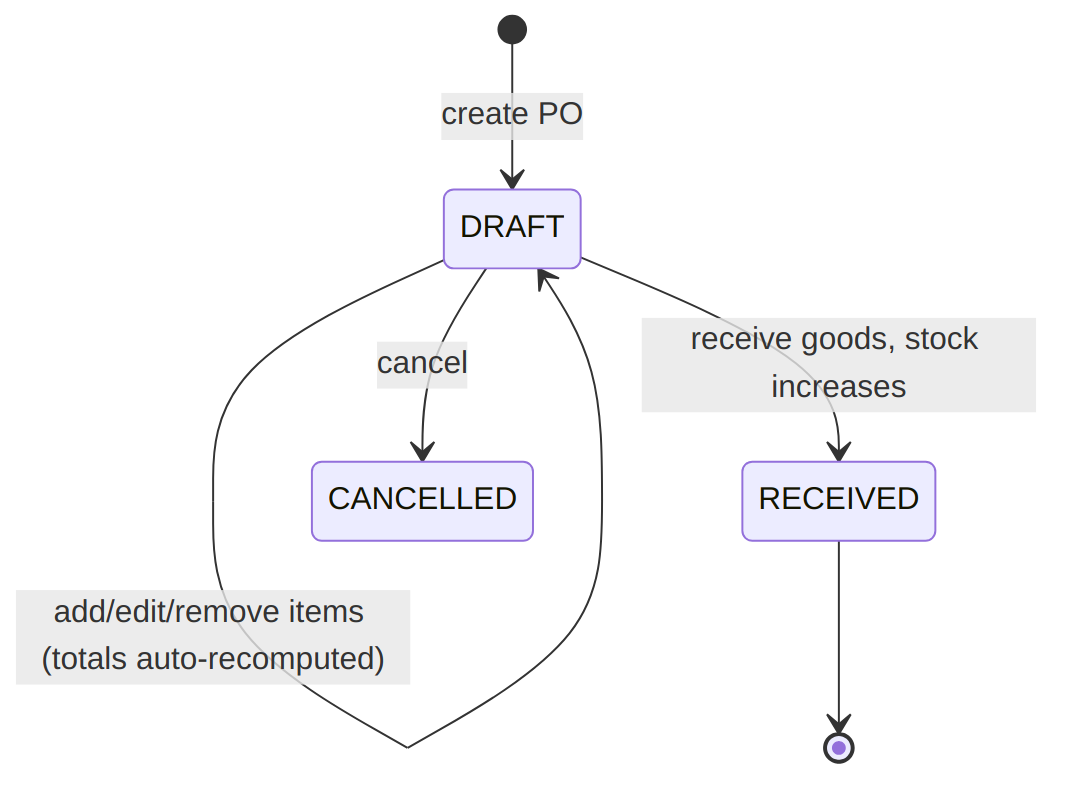 create PO
DRAFT
receive goods, stock
increases
cancel
CANCELLED
RECEIVED
add/edit/remove items
(totals auto-recomputed)